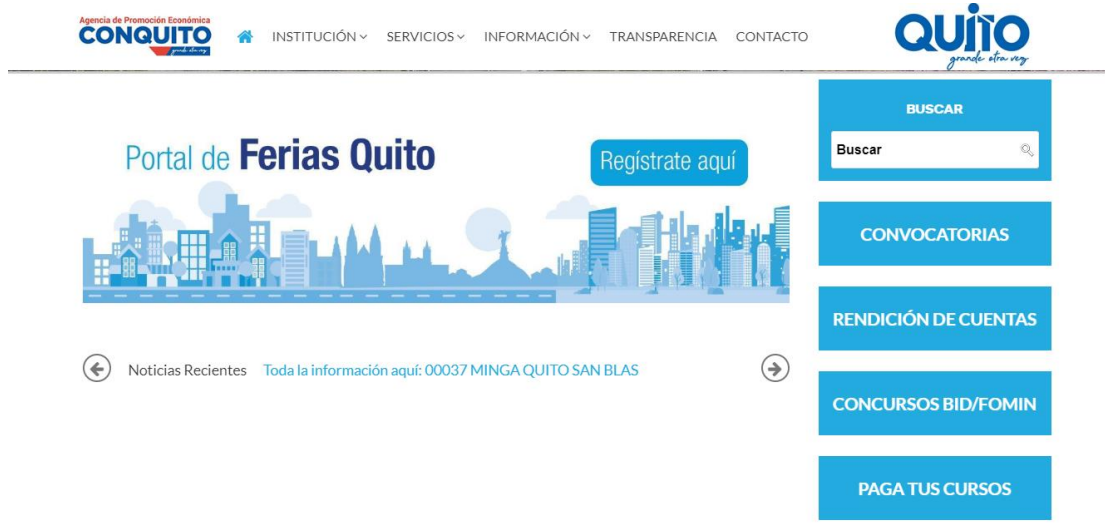 Agencia de Promoción Económica
CONQUITO
grande otra vez
INSTITUCIÓN SERVICIOS INFORMACIÓN TRANSPARENCIA CONTACTO
QUITO
grande otra vez
Portal de Ferias Quito
Regístrate aquí
Noticias Recientes Toda la información aquí: 00037 MINGA QUITO SAN BLAS
BUSCAR
Buscar
CONVOCATORIAS
RENDICIÓN DE CUENTAS
CONCURSOS BID/FOMIN
PAGA TUS CURSOS